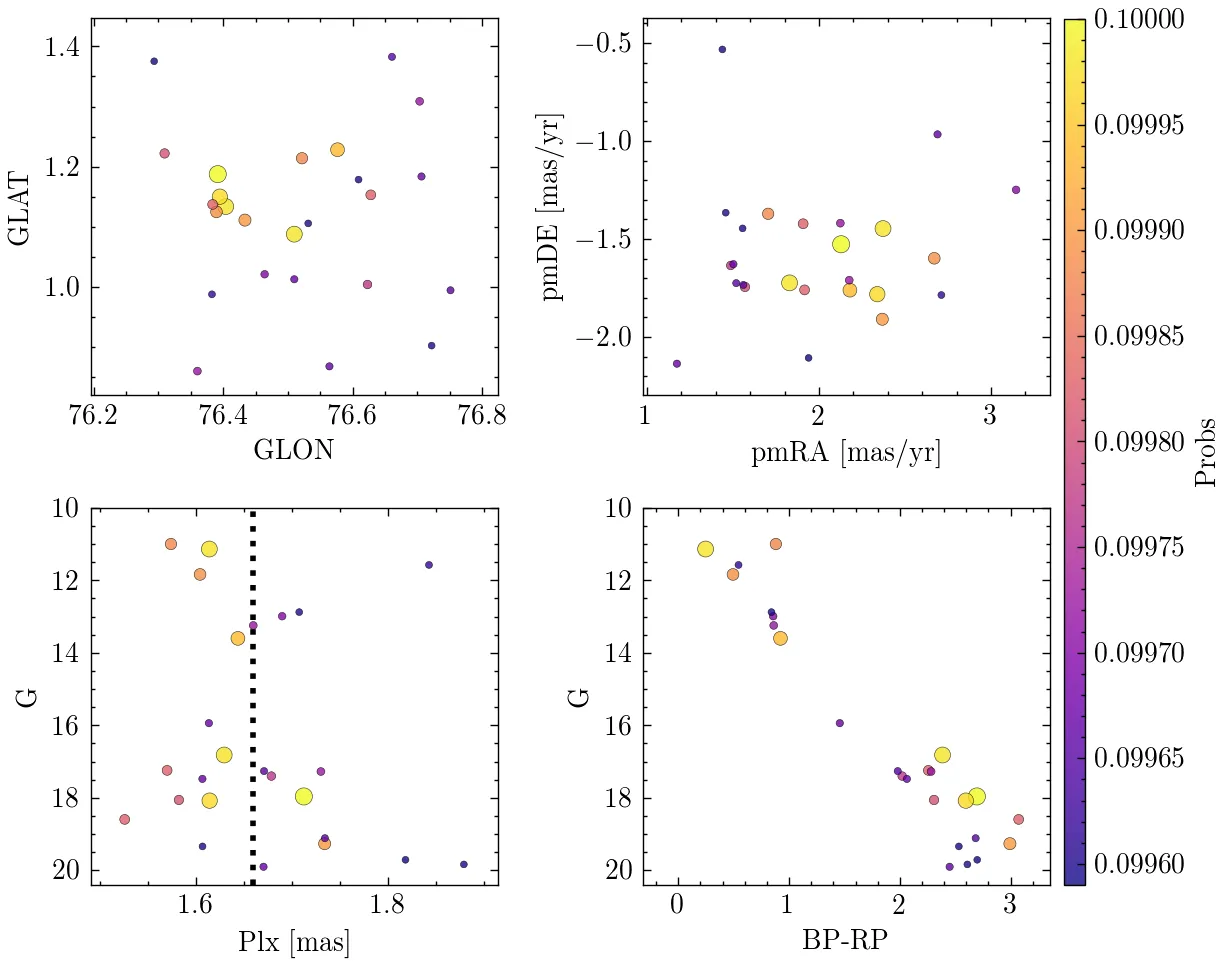 1.4
1.2
1.0
GLAT
76.2 76.4 76.6 76.8
GLON
−0.5
−1.0
−1.5
−2.0
pmDE [mas/yr]
1 2 3
pmRA [mas/yr]
10
12
14
16
18
20
G
1.6 1.8
Plx [mas]
10
12
14
16
18
20
G
0 1 2 3
BP-RP
0.10000
0.09995
0.09990
0.09985
0.09980
0.09975
0.09970
0.09965
0.09960
Probs